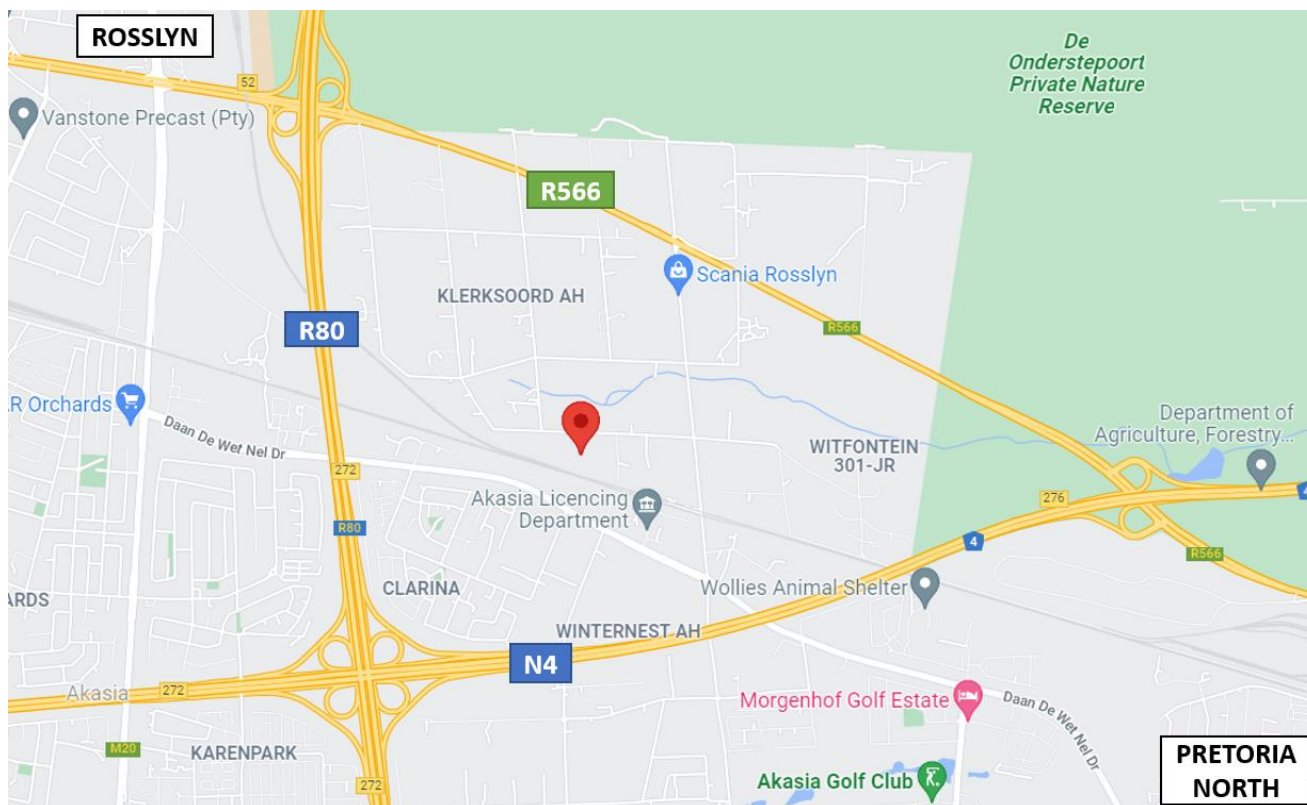 ROSSLYN
De
Onderstepoort
Private Nature
Reserve
52
Vanstone Precast (Pty)
R566
Scania Rosslyn
KLERKSOORD AH
R80
R566
AR Orchards
Daan De Wet Nel Dr
Department of
Agriculture, Forestry...
WITFONTEIN
301-JR
272
Akasia Licencing
Department
276
4
R80
4
R566
CLARINA
Wollies Animal Shelter
ARDS
WINTERNEST AH
N4
272
Akasia
Morgenhof Golf Estate
Daan De Wet Nel Dr
M20
KARENPARK
PRETORIA
NORTH
272
Akasia Golf Club